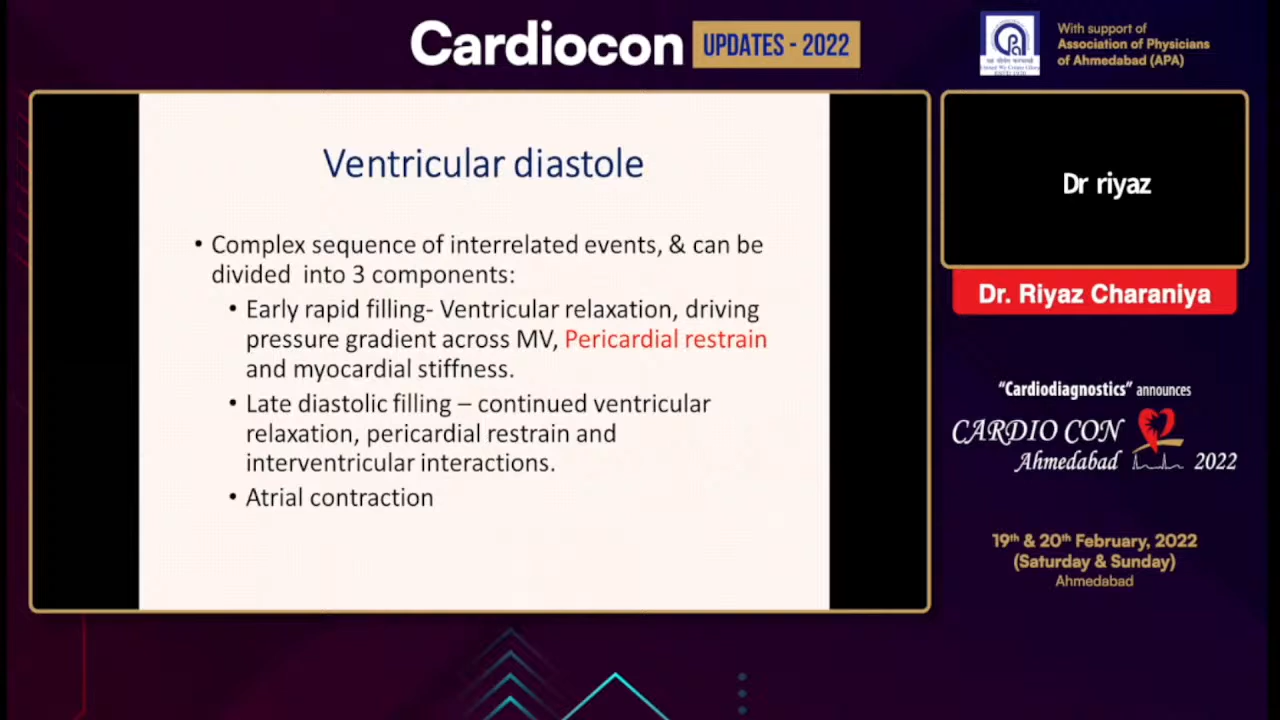 Cardiocon UPDATES - 2022
With support of
Association of Physicians
of Ahmedabad (APA)
Ventricular diastole
• Complex sequence of interrelated events, & can be
divided into 3 components:
• Early rapid filling- Ventricular relaxation, driving
pressure gradient across MV, Pericardial restrain
and myocardial stiffness.
• Late diastolic filling – continued ventricular
relaxation, pericardial restrain and
interventricular interactions.
• Atrial contraction
Dr riyaz
Dr. Riyaz Charaniya
“Cardiodiagnostics” announces
CARDIO CON
Ahmedabad 2022
19th & 20th February, 2022
(Saturday & Sunday)
Ahmedabad